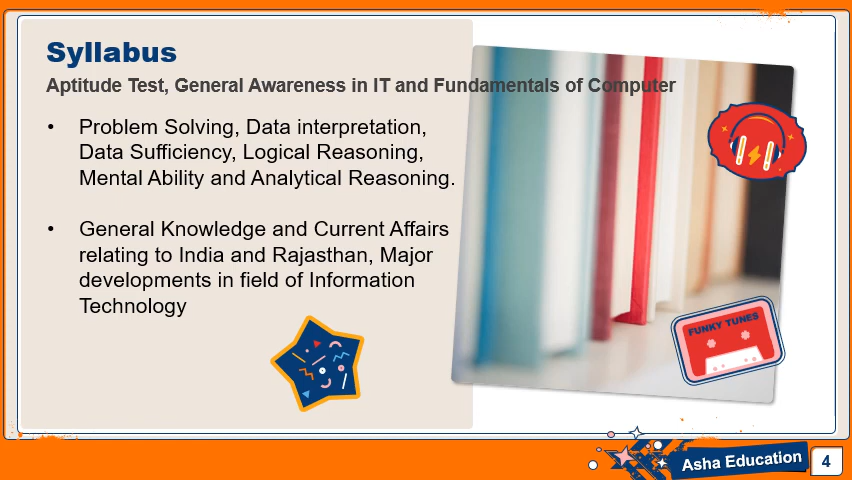 Syllabus
Aptitude Test, General Awareness in IT and Fundamentals of Computer
• Problem Solving, Data interpretation,
Data Sufficiency, Logical Reasoning,
Mental Ability and Analytical Reasoning.
• General Knowledge and Current Affairs
relating to India and Rajasthan, Major
developments in field of Information
Technology
FUNKY TUNES
Asha Education
4